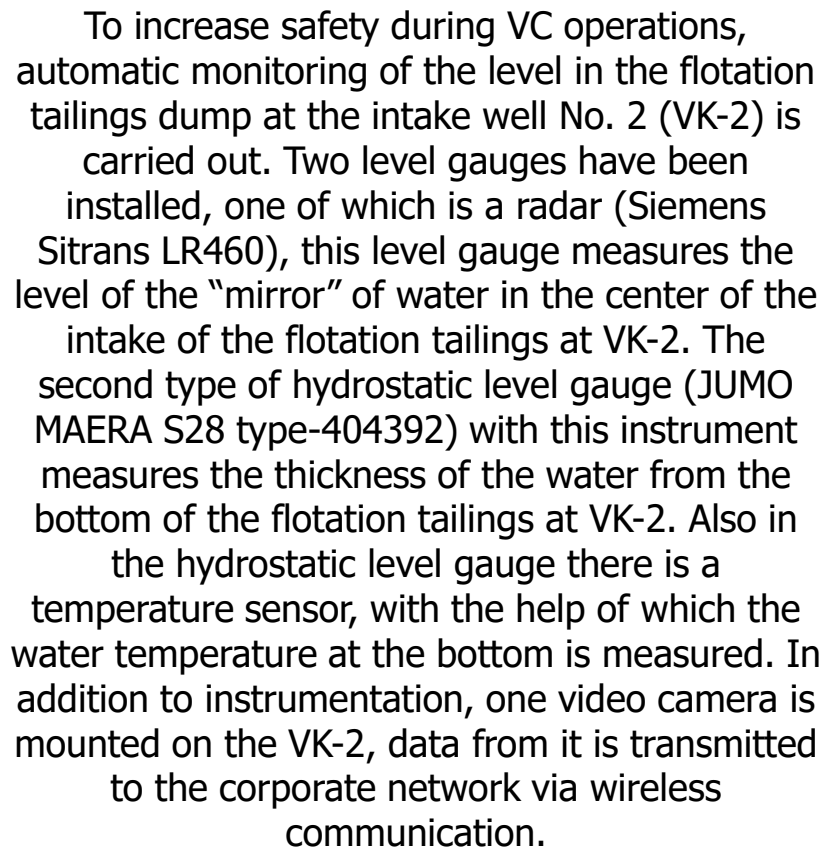 To increase safety during VC operations,
automatic monitoring of the level in the flotation
tailings dump at the intake well No. 2 (VK-2) is
carried out. Two level gauges have been
installed, one of which is a radar (Siemens
Sitrans LR460), this level gauge measures the
level of the “mirror” of water in the center of the
intake of the flotation tailings at VK-2. The
second type of hydrostatic level gauge (JUMO
MAERA S28 type-404392) with this instrument
measures the thickness of the water from the
bottom of the flotation tailings at VK-2. Also in
the hydrostatic level gauge there is a
temperature sensor, with the help of which the
water temperature at the bottom is measured. In
addition to instrumentation, one video camera is
mounted on the VK-2, data from it is transmitted
to the corporate network via wireless
communication.